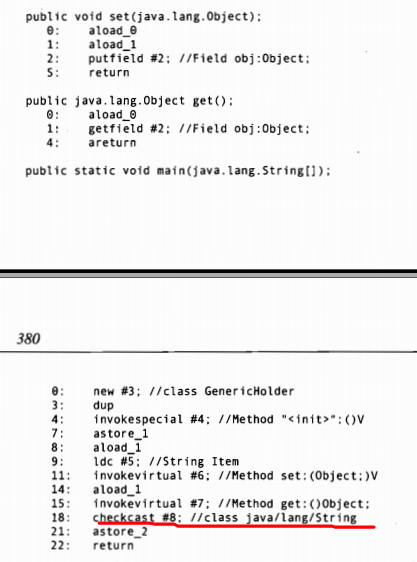 public void set(java.lang.Object);
0: aload_0
1: aload_1
2: putfield #2; //Field obj:Object;
5: return
public java.lang.Object get();
0: aload_0
1: getfield #2; //Field obj:Object;
4: areturn
public static void main(java.lang.String[]);
380
0: new #3; //class GenericHolder
3: dup
4: invokespecial #4; //Method "<init>":()V
7: astore_1
8: aload_1
9: ldc #5; //String Item
11: invokevirtual #6; //Method set:(Object;)V
14: aload_1
15: invokevirtual #7; //Method get:()Object;
18: checkcast #8; //class java/lang/String
21: astore_2
22: return